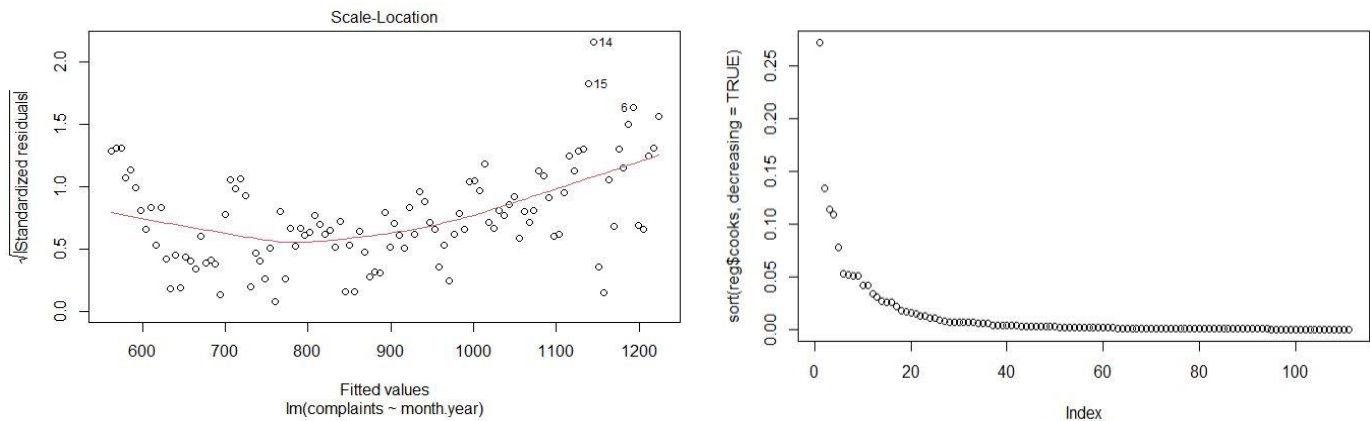 Scale-Location
√|Standardized residuals|
2.0
1.5
1.0
0.5
0.0
14
15
6
600 700 800 900 1000 1100 1200
Fitted values
lm(complaints ~ month.year)
sort(reg$cooks, decreasing = TRUE)
0.25
0.20
0.15
0.10
0.05
0.00
0 20 40 60 80 100
Index